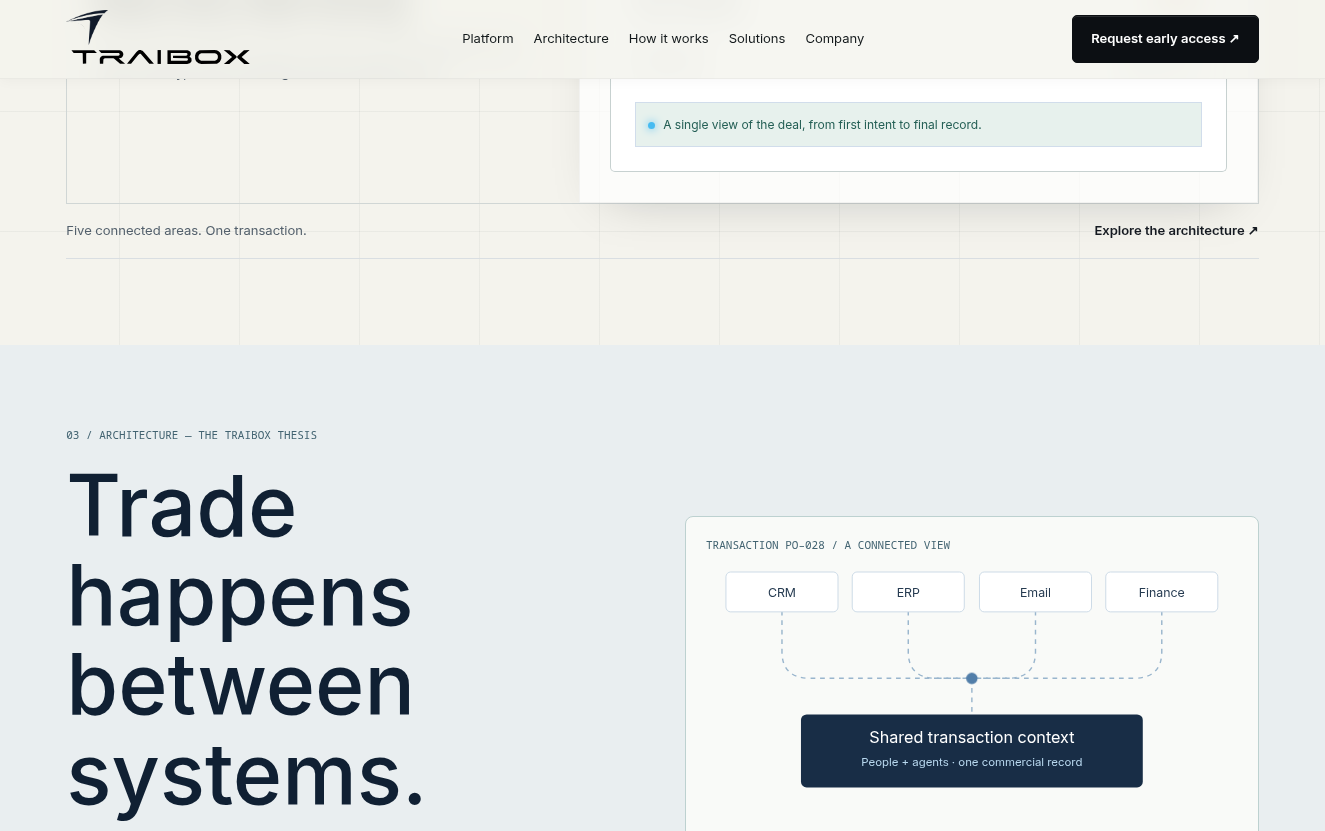 TRAIBOX
Platform
Architecture
How it works
Solutions
Company
Request early access ↗
A single view of the deal, from first intent to final record.
Five connected areas. One transaction.
Explore the architecture ↗
03 / ARCHITECTURE — THE TRAIBOX THESIS
Trade
happens
between
systems.
TRANSACTION PO-028 / A CONNECTED VIEW
CRM
ERP
Email
Finance
Shared transaction context
People + agents · one commercial record